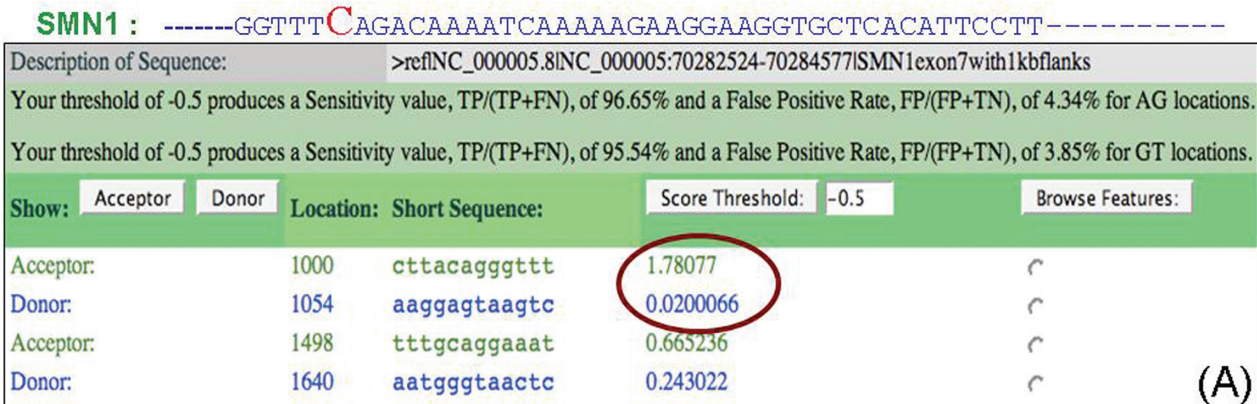 SMN1 : -------GGTTTCAGACAAAATCAAAAAGAAGGAAGGTGCTCACATTCCTT-----------
Description of Sequence: >ref|NC_000005.8|NC_000005:70282524-70284577|SMN1exon7with1kbflanks
Your threshold of -0.5 produces a Sensitivity value, TP/(TP+FN), of 96.65% and a False Positive Rate, FP/(FP+TN), of 4.34% for AG locations.
Your threshold of -0.5 produces a Sensitivity value, TP/(TP+FN), of 95.54% and a False Positive Rate, FP/(FP+TN), of 3.85% for GT locations.
Show: Acceptor Donor Location: Short Sequence: Score Threshold: -0.5 Browse Features:
Acceptor: 1000 cttacagggttt 1.78077
Donor: 1054 aaggagtaagtc 0.0200066
Acceptor: 1498 tttgcaggaaat 0.665236
Donor: 1640 aatgggtaactc 0.243022
(A)